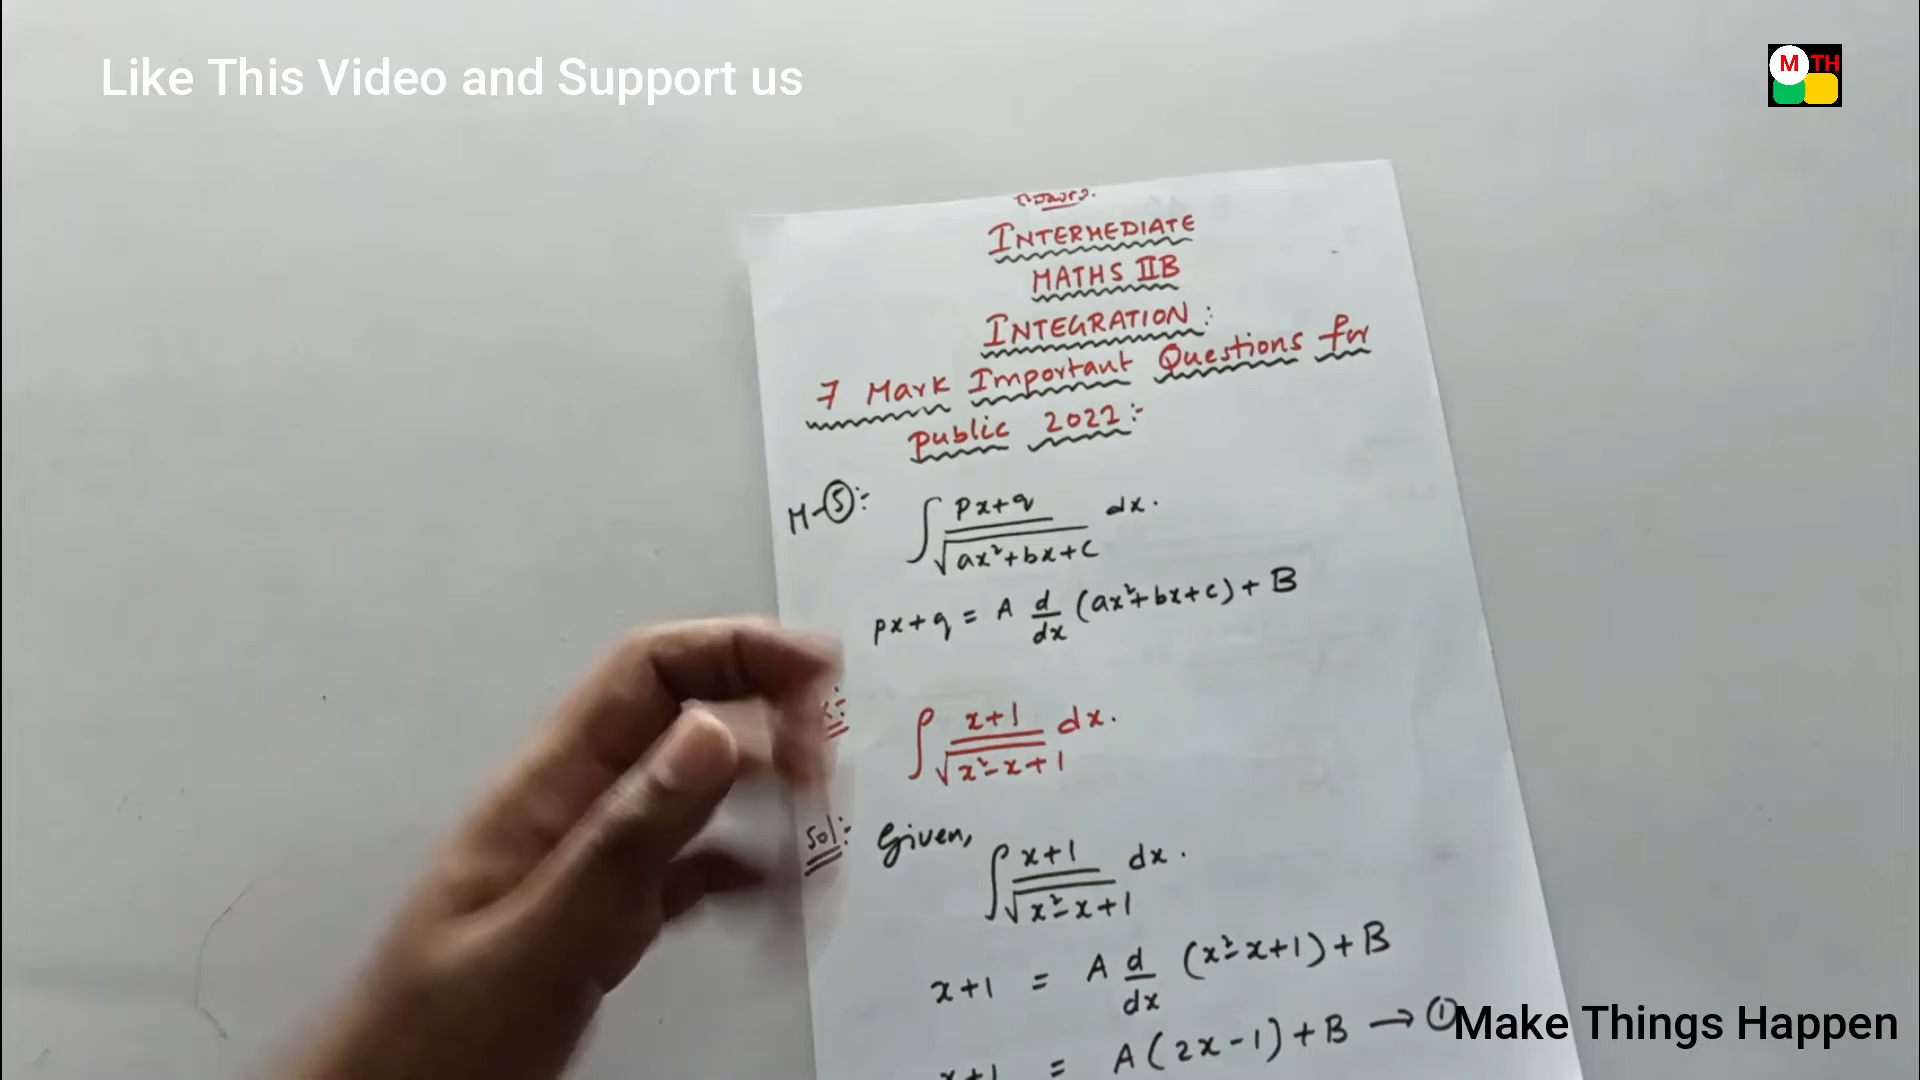 Like This Video and Support us
M TH
INTERMEDIATE
MATHS IIB
INTEGRATION:
7 Mark Important Questions for
public 2022:-
M-⑤:- ∫ px+q / √ax²+bx+c dx.
px+q = A d/dx (ax²+bx+c) + B
∫ x+1 / √x²-x+1 dx.
Sol:- Given, ∫ x+1 / √x²-x+1 dx.
x+1 = A d/dx (x²-x+1) + B
x+1 = A(2x-1)+B → ①
Make Things Happen